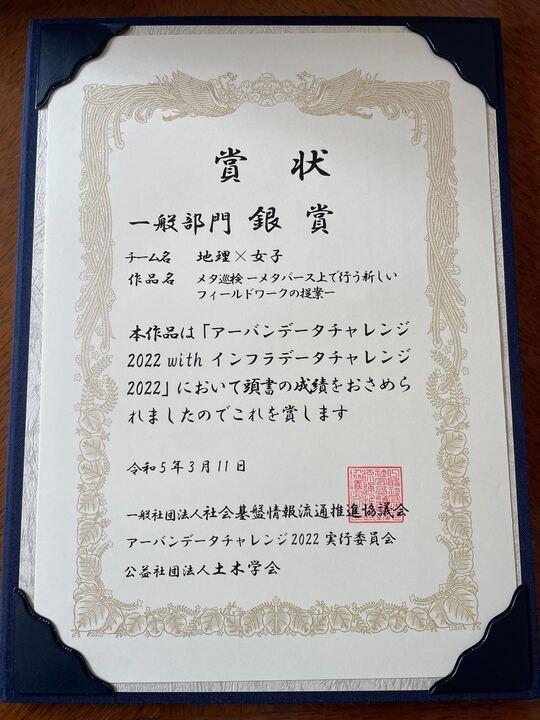 賞 状
一般部門 銀 賞
チーム名 地理×女子
作品名 メタ巡検 ーメタバース上で行う新しい
フィールドワークの提案ー
本作品は「アーバンデータチャレンジ
2022 with インフラデータチャレンジ
2022」において頭書の成績をおさめら
れましたのでこれを賞します
令和5年3月11日
一般社団法人社会基盤情報流通推進協議会
アーバンデータチャレンジ2022 実行委員会
公益社団法人土木学会